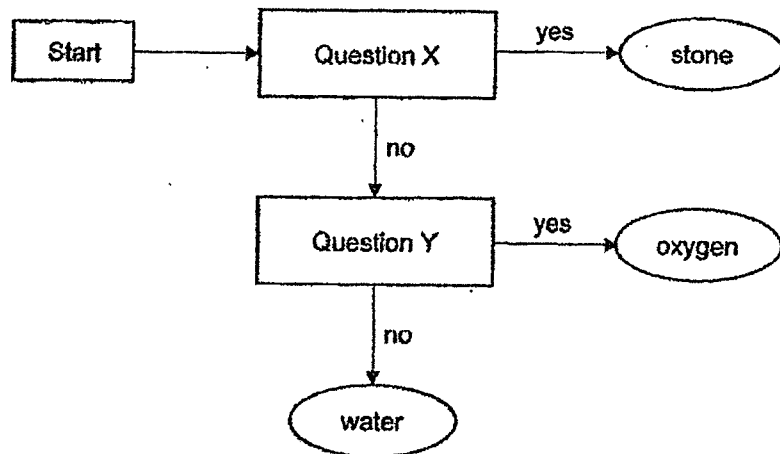 Start
Question X
yes
stone
no
Question Y
yes
oxygen
no
water